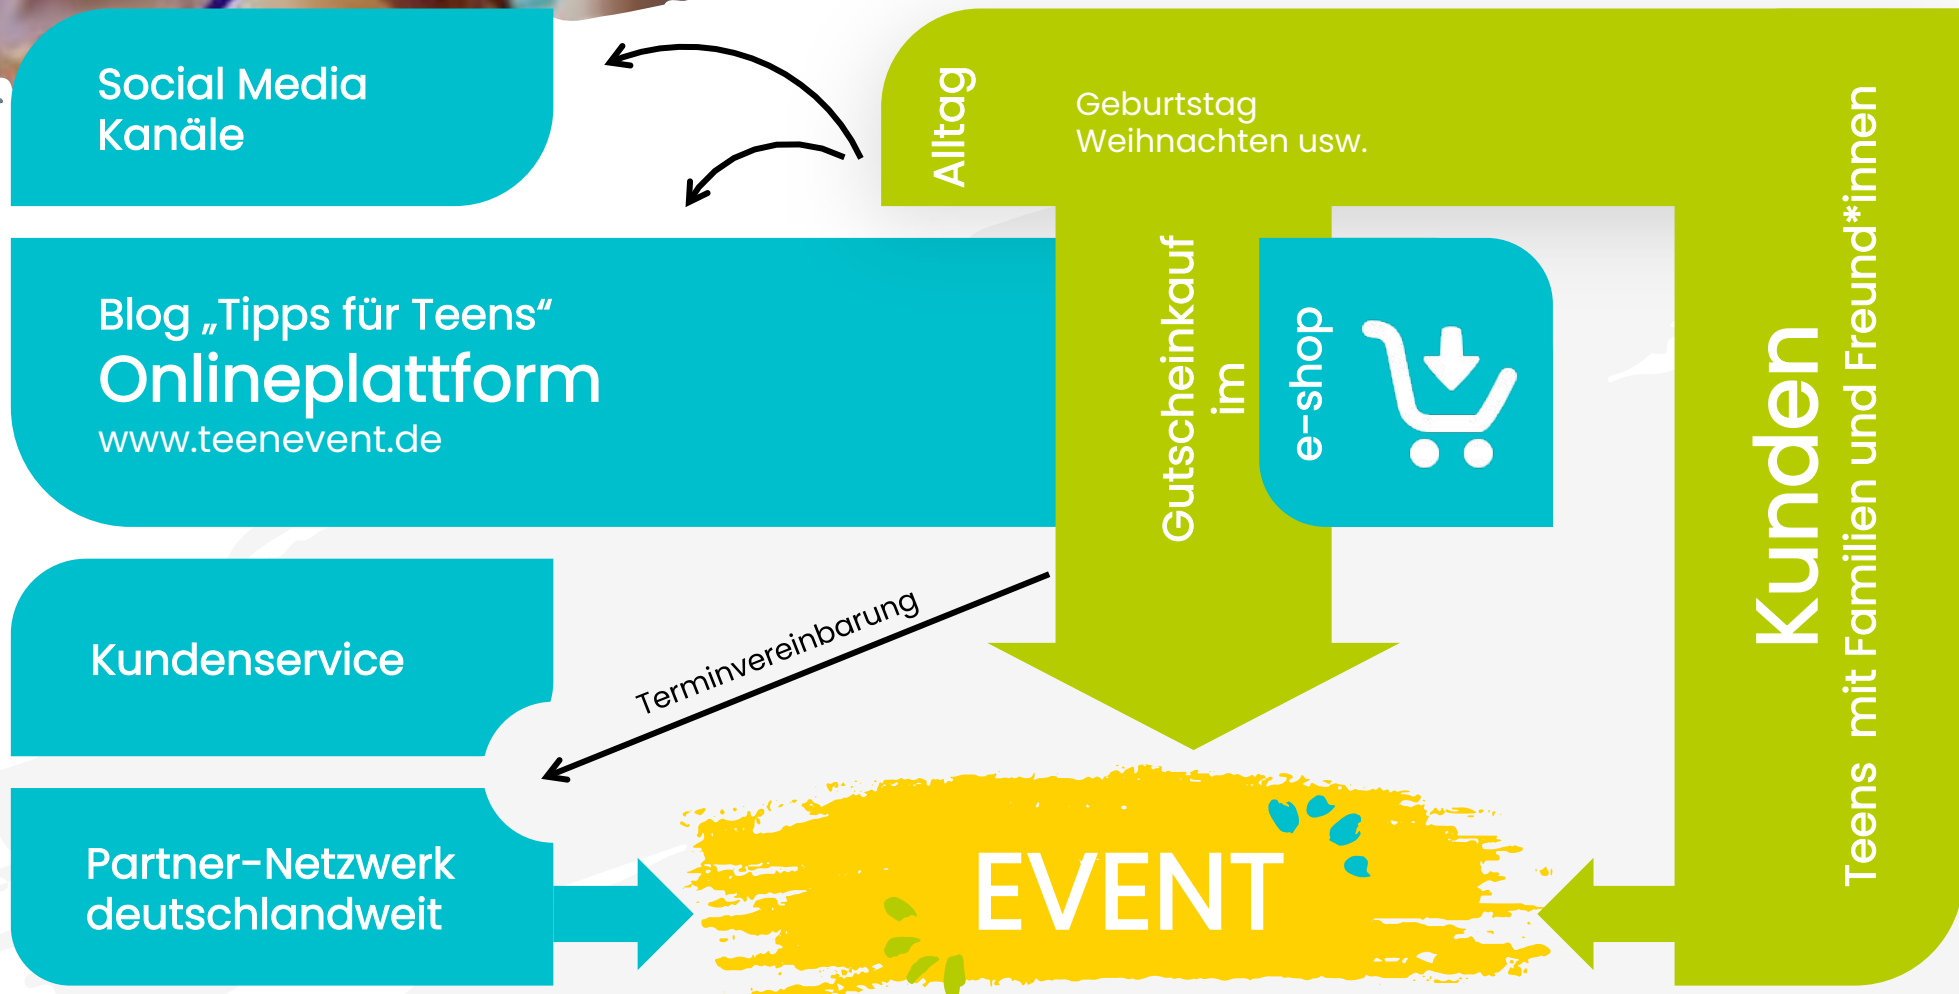 Social Media
Kanäle
Alltag
Geburtstag
Weihnachten usw.
Blog „Tipps für Teens“
Onlineplattform
www.teenevent.de
Gutscheinkauf
im
e-shop
Kunden
Teens mit Familien und Freund*innen
Terminvereinbarung
Kundenservice
Partner-Netzwerk
deutschlandweit
EVENT